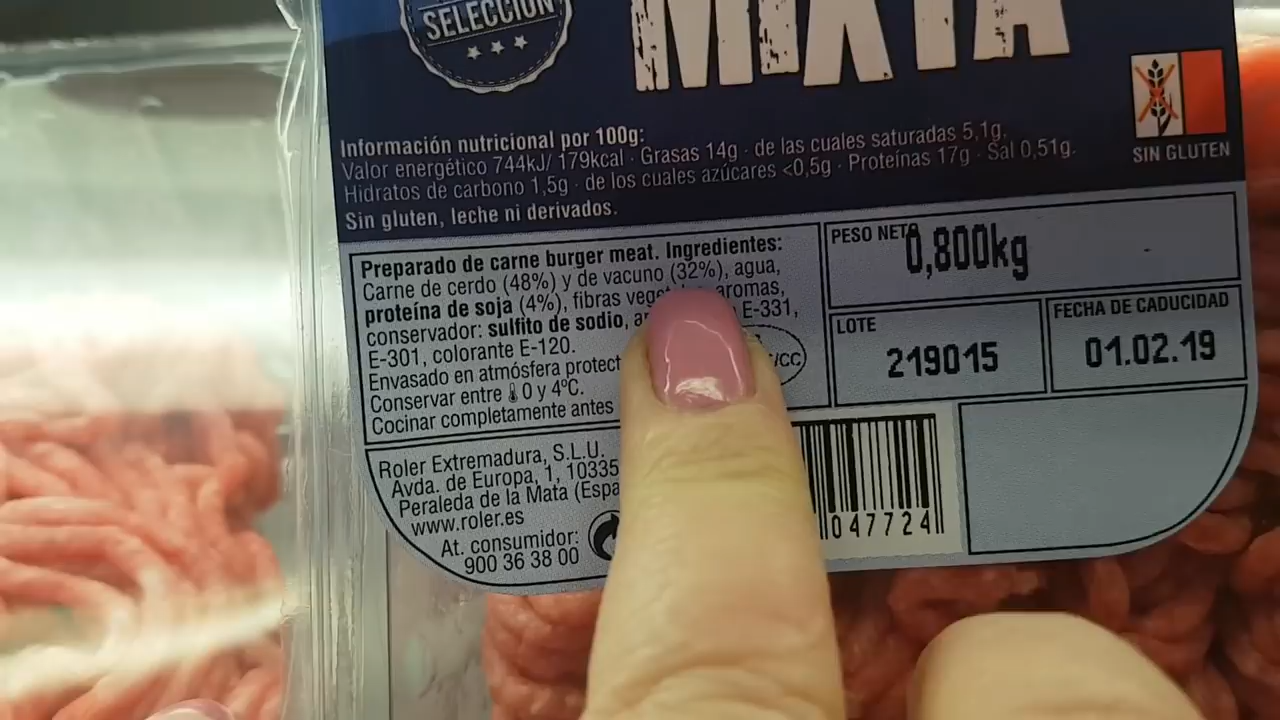 SELECCIÓN
MIXTA
Información nutricional por 100g:
Valor energético 744kJ/ 179kcal · Grasas 14g · de las cuales saturadas 5,1g.
Hidratos de carbono 1,5g · de los cuales azúcares <0,5g · Proteínas 17g · Sal 0,51g.
Sin gluten, leche ni derivados.
SIN GLUTEN
Preparado de carne burger meat. Ingredientes:
Carne de cerdo (48%) y de vacuno (32%), agua,
proteína de soja (4%), fibras aromas,
conservador: sulfito de sodio, E-331,
E-301, colorante E-120.
Envasado en atmósfera
Conservar entre 0 y 4ºC.
Cocinar completamente antes
/CC
PESO NETO 0,800kg
LOTE
219015
FECHA DE CADUCIDAD
01.02.19
Roler Extremadura, S.L.U.
Avda. de Europa, 1, 10335
Peraleda de la Mata
www.roler.es
At. consumidor:
900 36 38 00
047724